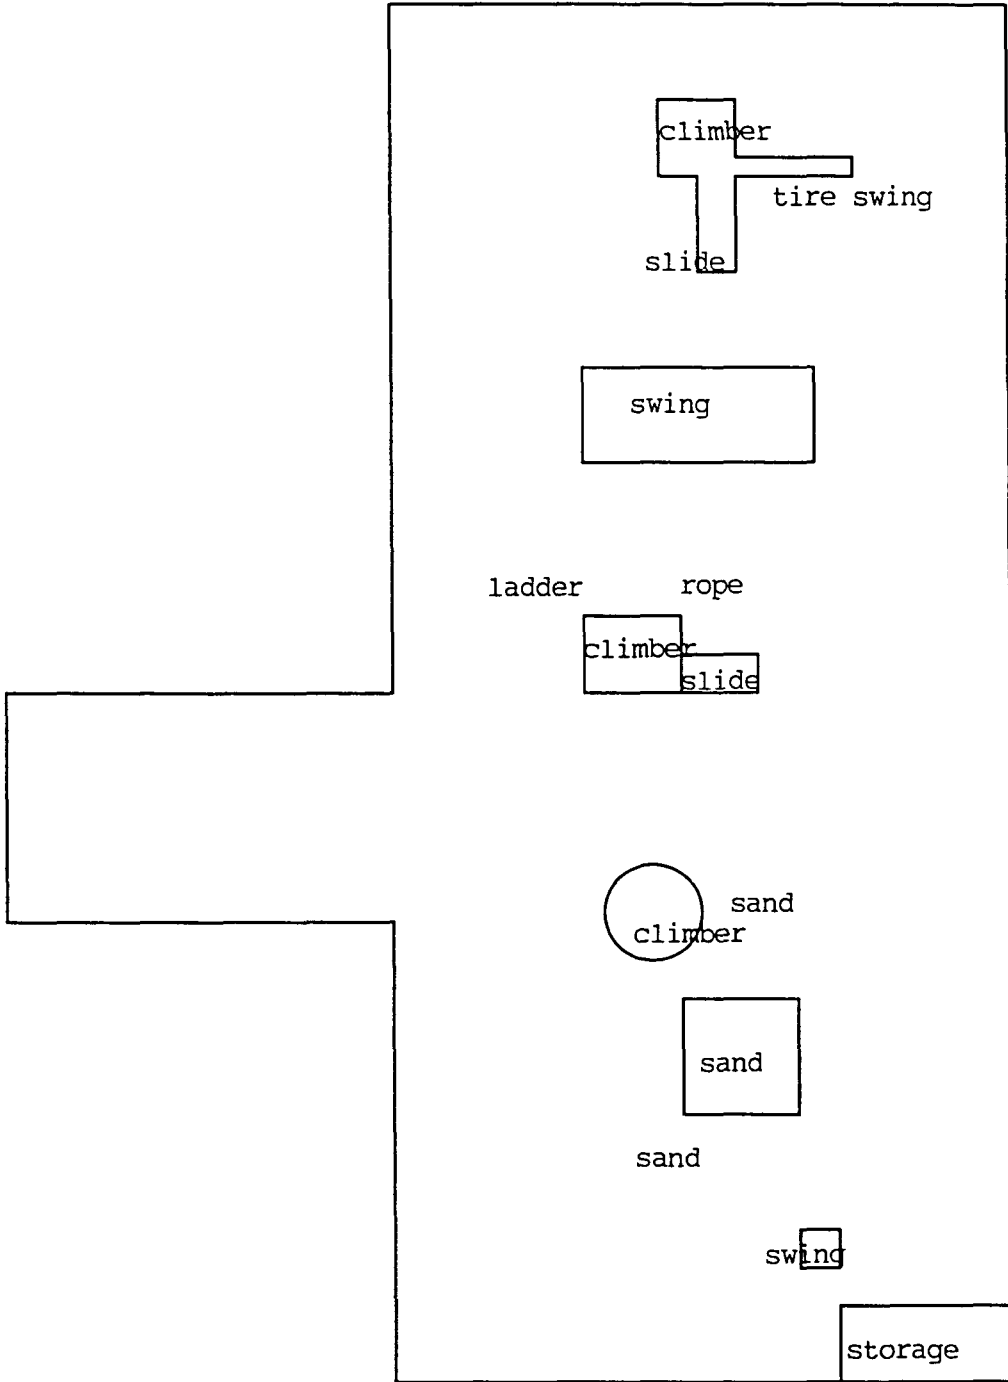 climber
tire swing
slide
swing
ladder
rope
climber
slide
sand
climber
sand
sand
swing
storage